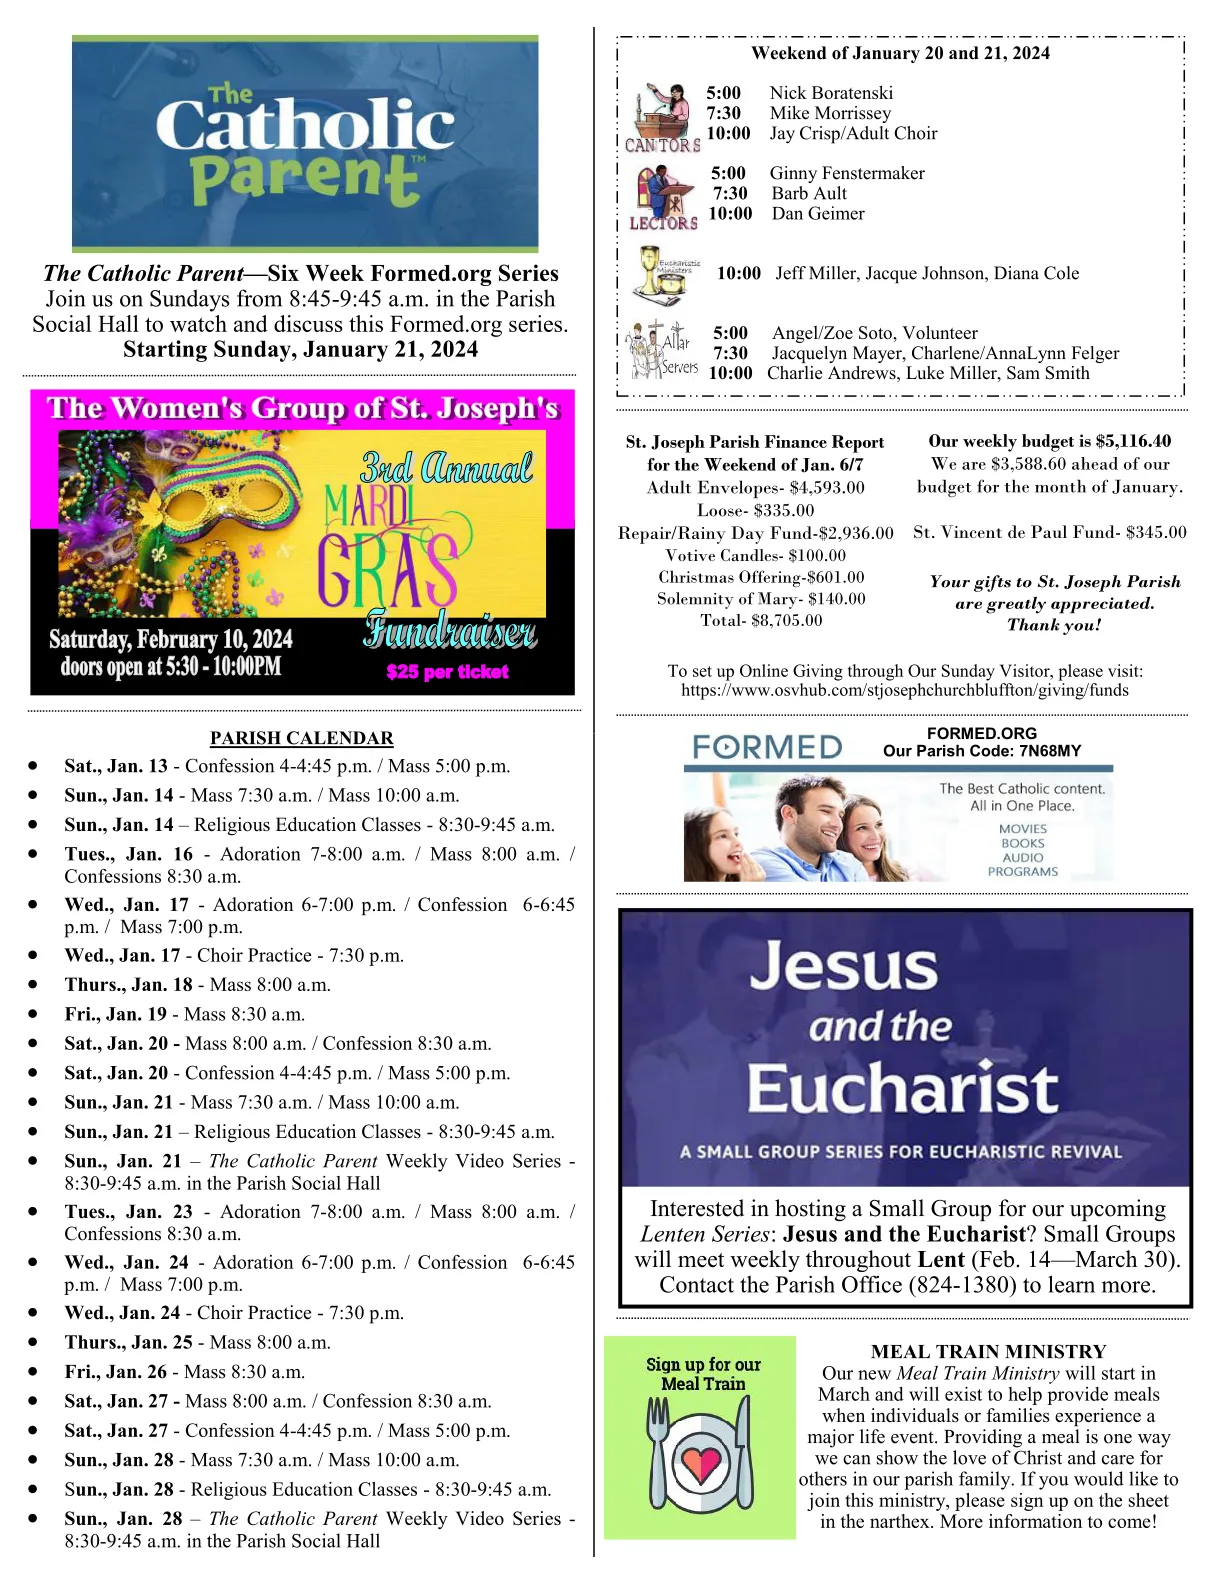 The
Catholic
parent™
The Catholic Parent—Six Week Formed.org Series
Join us on Sundays from 8:45-9:45 a.m. in the Parish
Social Hall to watch and discuss this Formed.org series.
Starting Sunday, January 21, 2024
The Women's Group of St. Joseph's
3rd Annual
MARDI
GRAS
Fundraiser
Saturday, February 10, 2024
doors open at 5:30 - 10:00PM
$25 per ticket
PARISH CALENDAR
• Sat., Jan. 13 - Confession 4-4:45 p.m. / Mass 5:00 p.m.
• Sun., Jan. 14 - Mass 7:30 a.m. / Mass 10:00 a.m.
• Sun., Jan. 14 – Religious Education Classes - 8:30-9:45 a.m.
• Tues., Jan. 16 - Adoration 7-8:00 a.m. / Mass 8:00 a.m. /
Confessions 8:30 a.m.
• Wed., Jan. 17 - Adoration 6-7:00 p.m. / Confession 6-6:45
p.m. / Mass 7:00 p.m.
• Wed., Jan. 17 - Choir Practice - 7:30 p.m.
• Thurs., Jan. 18 - Mass 8:00 a.m.
• Fri., Jan. 19 - Mass 8:30 a.m.
• Sat., Jan. 20 - Mass 8:00 a.m. / Confession 8:30 a.m.
• Sat., Jan. 20 - Confession 4-4:45 p.m. / Mass 5:00 p.m.
• Sun., Jan. 21 - Mass 7:30 a.m. / Mass 10:00 a.m.
• Sun., Jan. 21 – Religious Education Classes - 8:30-9:45 a.m.
• Sun., Jan. 21 – The Catholic Parent Weekly Video Series -
8:30-9:45 a.m. in the Parish Social Hall
• Tues., Jan. 23 - Adoration 7-8:00 a.m. / Mass 8:00 a.m. /
Confessions 8:30 a.m.
• Wed., Jan. 24 - Adoration 6-7:00 p.m. / Confession 6-6:45
p.m. / Mass 7:00 p.m.
• Wed., Jan. 24 - Choir Practice - 7:30 p.m.
• Thurs., Jan. 25 - Mass 8:00 a.m.
• Fri., Jan. 26 - Mass 8:30 a.m.
• Sat., Jan. 27 - Mass 8:00 a.m. / Confession 8:30 a.m.
• Sat., Jan. 27 - Confession 4-4:45 p.m. / Mass 5:00 p.m.
• Sun., Jan. 28 - Mass 7:30 a.m. / Mass 10:00 a.m.
• Sun., Jan. 28 - Religious Education Classes - 8:30-9:45 a.m.
• Sun., Jan. 28 – The Catholic Parent Weekly Video Series -
8:30-9:45 a.m. in the Parish Social Hall
Weekend of January 20 and 21, 2024
CANTORS
5:00 Nick Boratenski
7:30 Mike Morrissey
10:00 Jay Crisp/Adult Choir
LECTORS
5:00 Ginny Fenstermaker
7:30 Barb Ault
10:00 Dan Geimer
Eucharistic
Ministers
10:00 Jeff Miller, Jacque Johnson, Diana Cole
Altar
Servers
5:00 Angel/Zoe Soto, Volunteer
7:30 Jacquelyn Mayer, Charlene/AnnaLynn Felger
10:00 Charlie Andrews, Luke Miller, Sam Smith
St. Joseph Parish Finance Report
for the Weekend of Jan. 6/7
Adult Envelopes- $4,593.00
Loose- $335.00
Repair/Rainy Day Fund-$2,936.00
Votive Candles- $100.00
Christmas Offering-$601.00
Solemnity of Mary- $140.00
Total- $8,705.00
Our weekly budget is $5,116.40
We are $3,588.60 ahead of our
budget for the month of January.
St. Vincent de Paul Fund- $345.00
Your gifts to St. Joseph Parish
are greatly appreciated.
Thank you!
To set up Online Giving through Our Sunday Visitor, please visit:
https://www.osvhub.com/stjosephchurchbluffton/giving/funds
FORMED
FORMED.ORG
Our Parish Code: 7N68MY
The Best Catholic content.
All in One Place.
MOVIES
BOOKS
AUDIO
PROGRAMS
Jesus
and the
Eucharist
A SMALL GROUP SERIES FOR EUCHARISTIC REVIVAL
Interested in hosting a Small Group for our upcoming
Lenten Series: Jesus and the Eucharist? Small Groups
will meet weekly throughout Lent (Feb. 14—March 30).
Contact the Parish Office (824-1380) to learn more.
Sign up for our
Meal Train
MEAL TRAIN MINISTRY
Our new Meal Train Ministry will start in
March and will exist to help provide meals
when individuals or families experience a
major life event. Providing a meal is one way
we can show the love of Christ and care for
others in our parish family. If you would like to
join this ministry, please sign up on the sheet
in the narthex. More information to come!